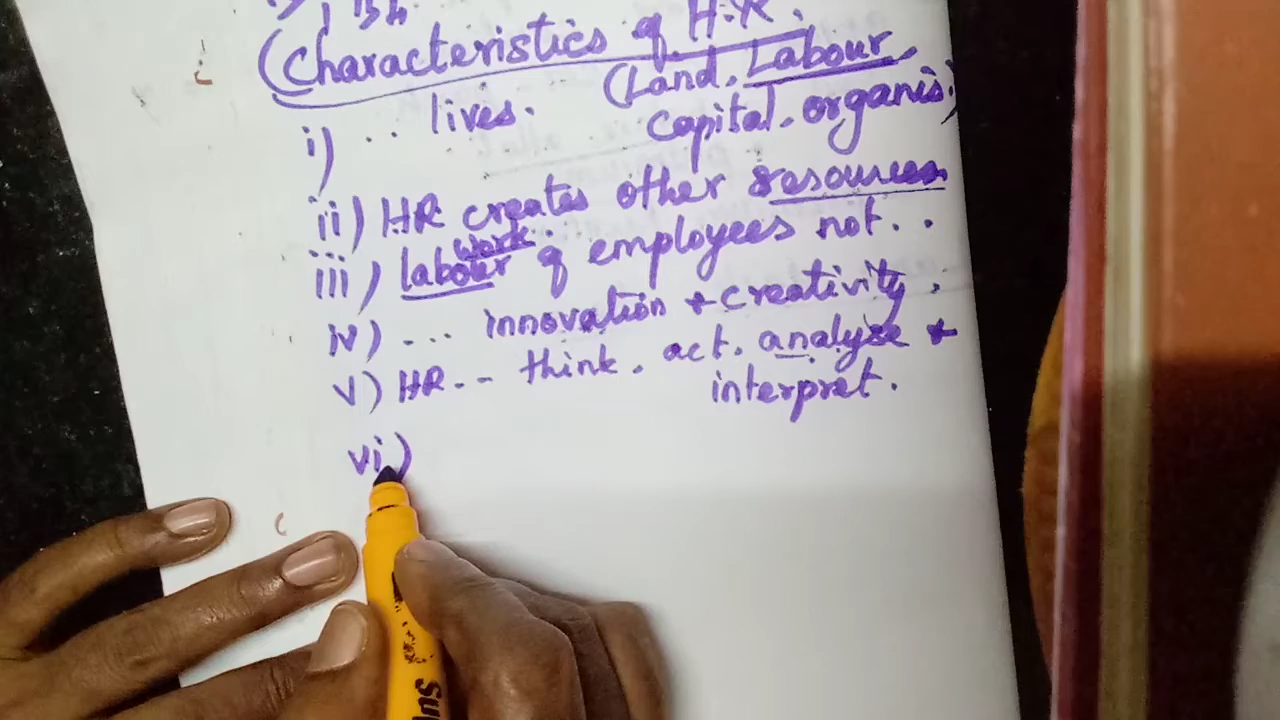 Characteristics of H.R.
(Land, Labour,
i) .. lives.
capital, organis.)
ii) HR creates other resources
work.
iii) labour of employees not. .
iv) ... innovation + creativity.
v) HR -- think, act, analyse +
interpret.
vi)